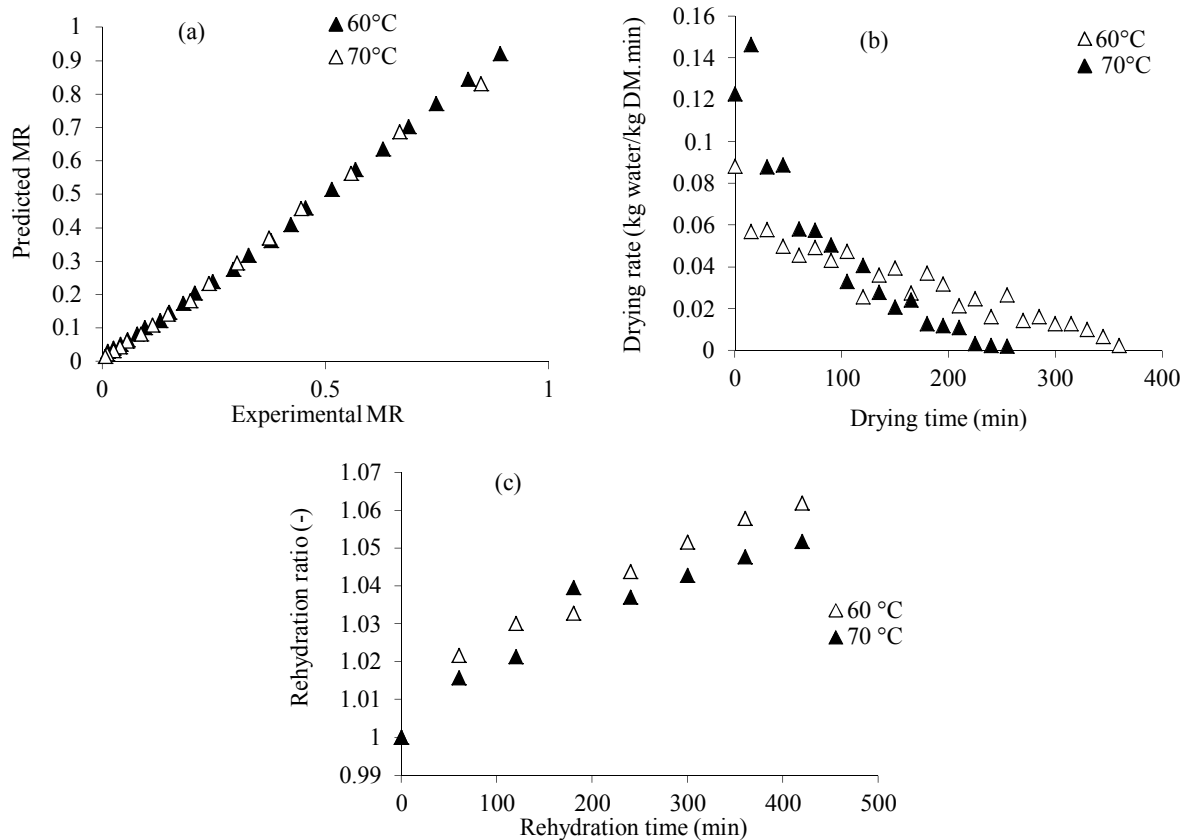 (a)
60°C
70°C
Predicted MR
1
0.9
0.8
0.7
0.6
0.5
0.4
0.3
0.2
0.1
0
0 0.5 1
Experimental MR
(b)
60°C
70°C
Drying rate (kg water/kg DM.min)
0.16
0.14
0.12
0.1
0.08
0.06
0.04
0.02
0
0 100 200 300 400
Drying time (min)
(c)
60 °C
70 °C
Rehydration ratio (-)
1.07
1.06
1.05
1.04
1.03
1.02
1.01
1
0.99
0 100 200 300 400 500
Rehydration time (min)